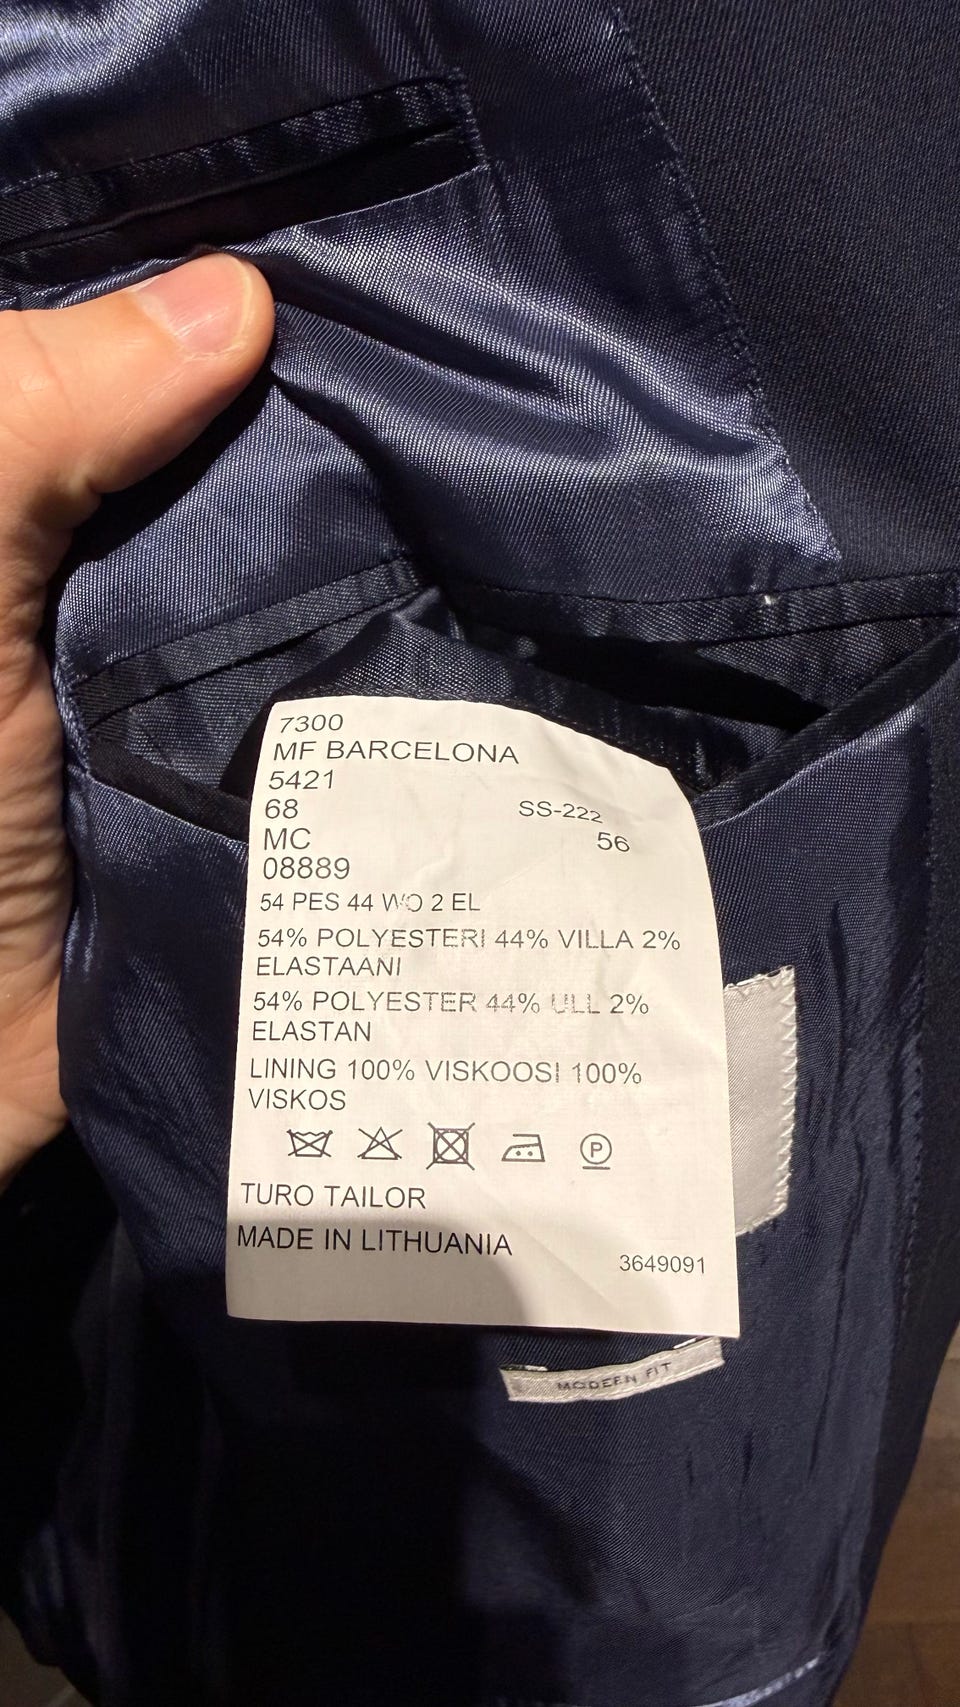 7300
MF BARCELONA
5421
68 SS-222
MC 56
08889
54 PES 44 WO 2 EL
54% POLYESTERI 44% VILLA 2%
ELASTAANI
54% POLYESTER 44% ULL 2%
ELASTAN
LINING 100% VISKOOSI 100%
VISKOS
P
TURO TAILOR
MADE IN LITHUANIA
3649091
MODERN FIT